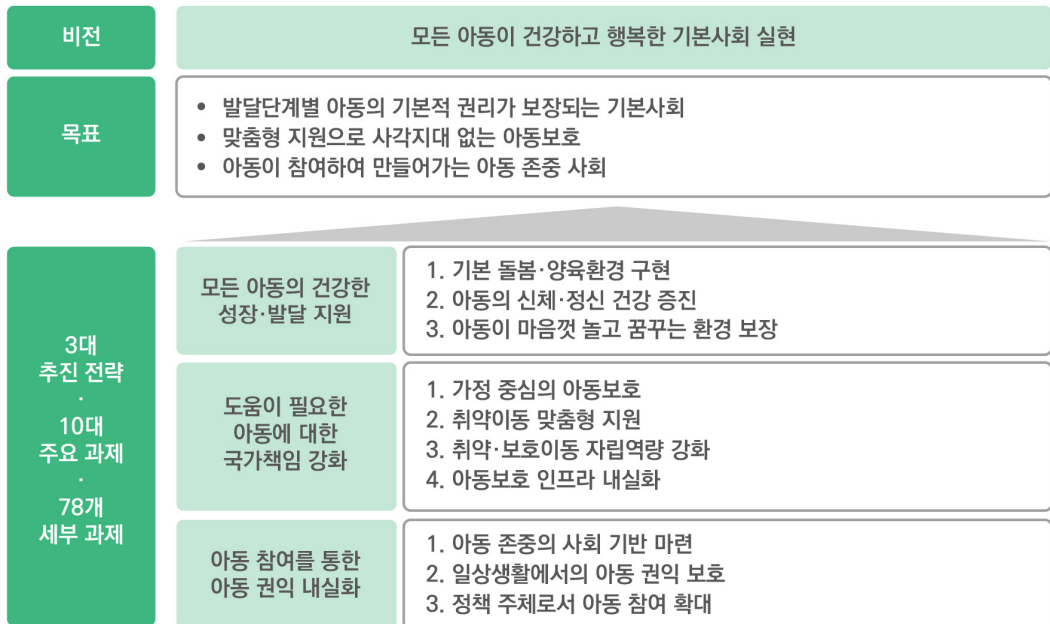 비전
모든 아동이 건강하고 행복한 기본사회 실현
목표
• 발달단계별 아동의 기본적 권리가 보장되는 기본사회
• 맞춤형 지원으로 사각지대 없는 아동보호
• 아동이 참여하여 만들어가는 아동 존중 사회
3대
추진 전략
·
10대
주요 과제
·
78개
세부 과제
모든 아동의 건강한
성장·발달 지원
1. 기본 돌봄·양육환경 구현
2. 아동의 신체·정신 건강 증진
3. 아동이 마음껏 놀고 꿈꾸는 환경 보장
도움이 필요한
아동에 대한
국가책임 강화
1. 가정 중심의 아동보호
2. 취약이동 맞춤형 지원
3. 취약·보호이동 자립역량 강화
4. 아동보호 인프라 내실화
아동 참여를 통한
아동 권익 내실화
1. 아동 존중의 사회 기반 마련
2. 일상생활에서의 아동 권익 보호
3. 정책 주체로서 아동 참여 확대